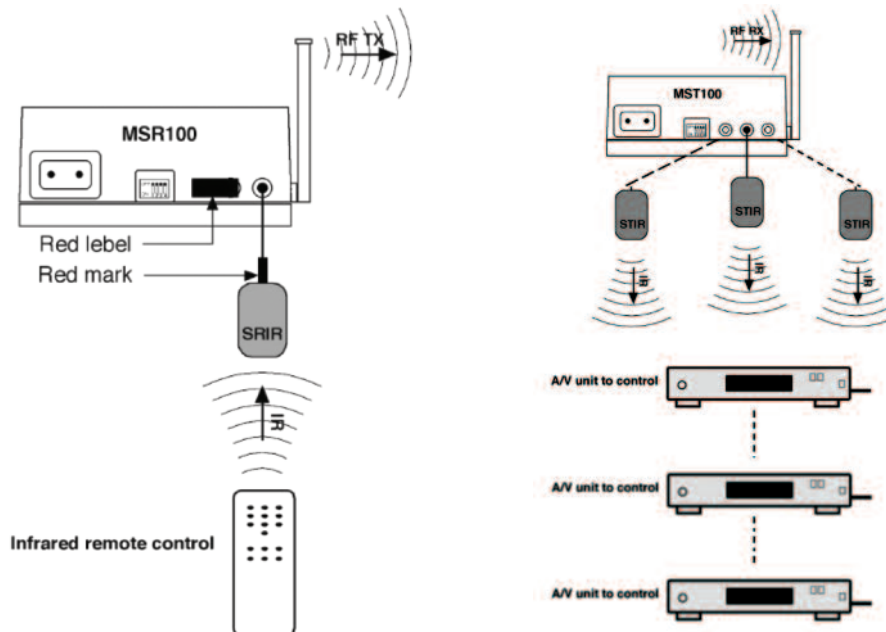 RF TX
MSR100
Red lebel
Red mark
SRIR
IR
Infrared remote control
RF RX
MST100
STIR
STIR
STIR
IR
IR
IR
A/V unit to control
A/V unit to control
A/V unit to control